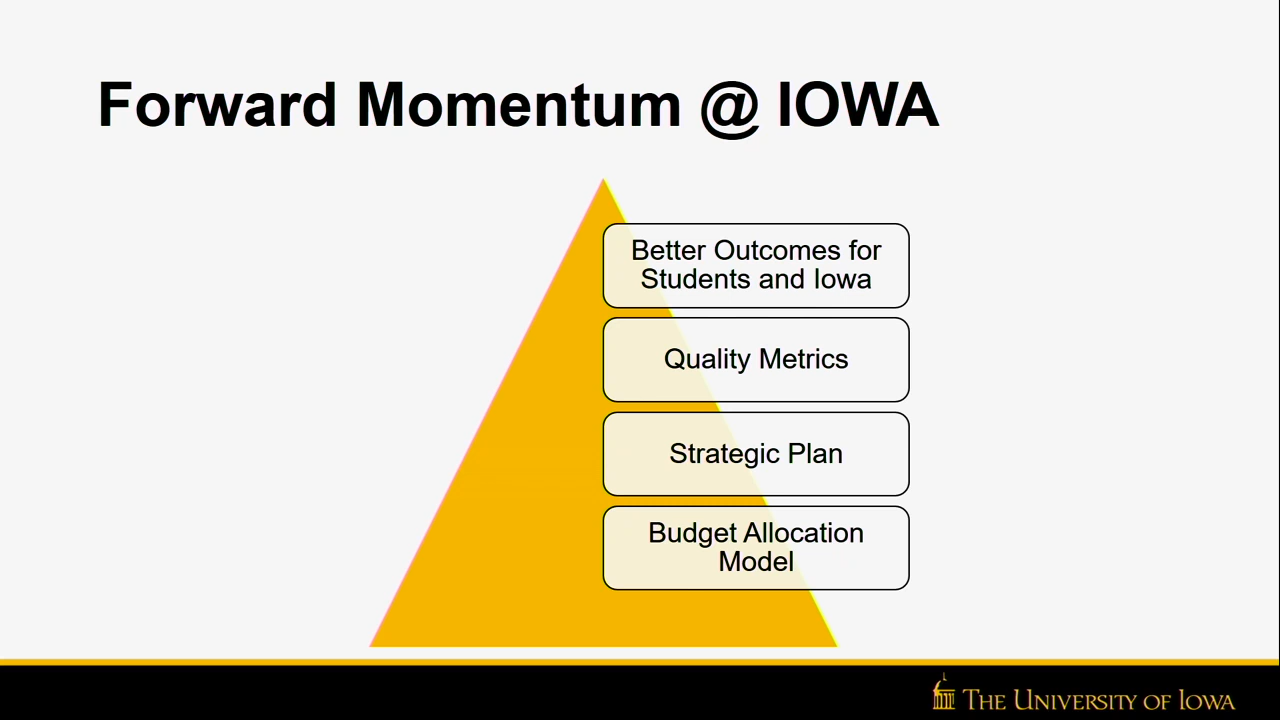 Forward Momentum @ IOWA
Better Outcomes for
Students and Iowa
Quality Metrics
Strategic Plan
Budget Allocation
Model
THE UNIVERSITY OF IOWA